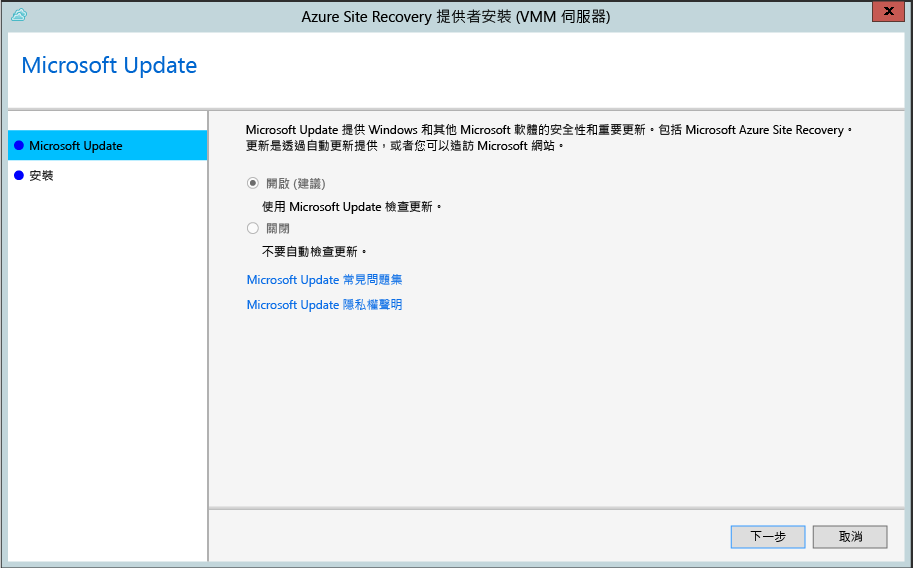 Azure Site Recovery 提供者安裝 (VMM 伺服器)
Microsoft Update
Microsoft Update
安裝
Microsoft Update 提供 Windows 和其他 Microsoft 軟體的安全性和重要更新。包括 Microsoft Azure Site Recovery。
更新是透過自動更新提供，或者您可以造訪 Microsoft 網站。
開啟 (建議)
使用 Microsoft Update 檢查更新。
關閉
不要自動檢查更新。
Microsoft Update 常見問題集
Microsoft Update 隱私權聲明
下一步
取消